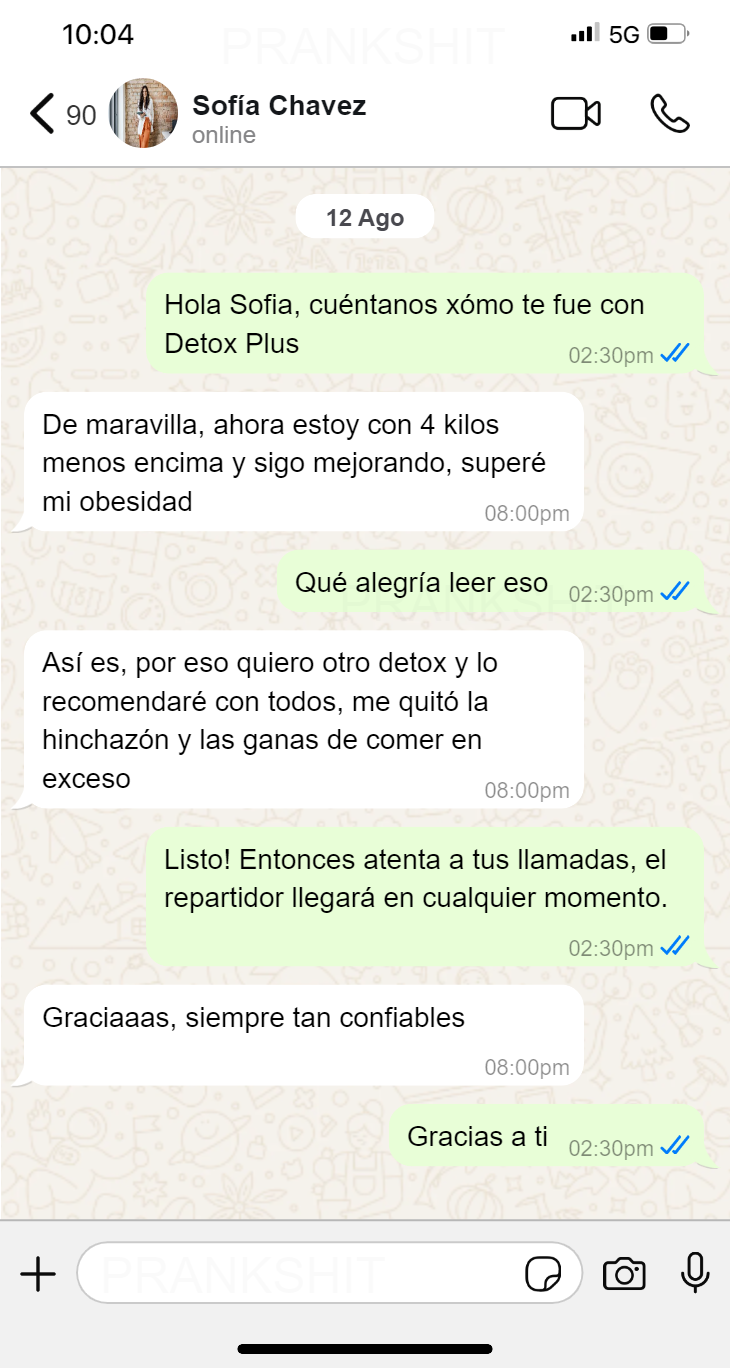 PRANKSHIT
10:04
5G
90
Sofía Chavez
online
12 Ago
Hola Sofia, cuéntanos xómo te fue con
Detox Plus
02:30pm
De maravilla, ahora estoy con 4 kilos
menos encima y sigo mejorando, superé
mi obesidad
08:00pm
Qué alegría leer eso
02:30pm
PRANKSHIT
Así es, por eso quiero otro detox y lo
recomendaré con todos, me quitó la
hinchazón y las ganas de comer en
exceso
08:00pm
Listo! Entonces atenta a tus llamadas, el
repartidor llegará en cualquier momento.
02:30pm
Graciaaas, siempre tan confiables
08:00pm
Gracias a ti
02:30pm
PRANKSHIT